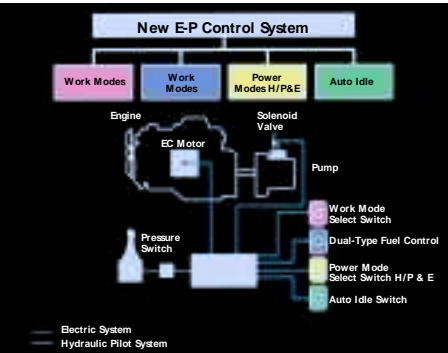 New E-P Control System
Work Modes
Work
Modes
Power
Modes H/P&E
Auto Idle
Engine
Solenoid
Valve
EC Motor
Pump
Work Mode
Select Switch
Pressure
Switch
Dual-Type Fuel Control
Power Mode
Select Switch H/P & E
Auto Idle Switch
Electric System
Hydraulic Pilot System